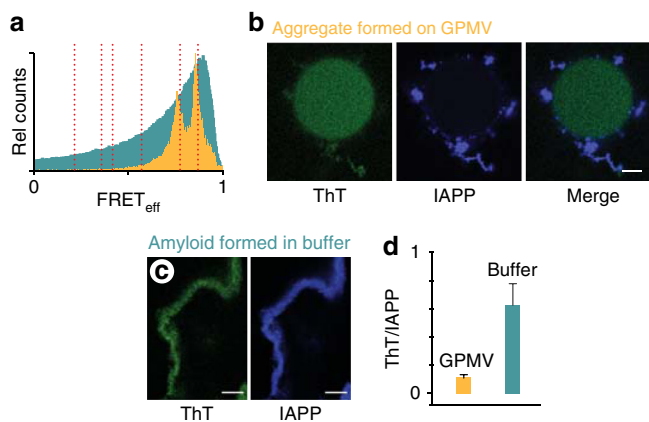 a
Rel counts
0
1
FRETeff
b
Aggregate formed on GPMV
ThT
IAPP
Merge
Amyloid formed in buffer
c
ThT
IAPP
d
1
Buffer
ThT/IAPP
GPMV
0